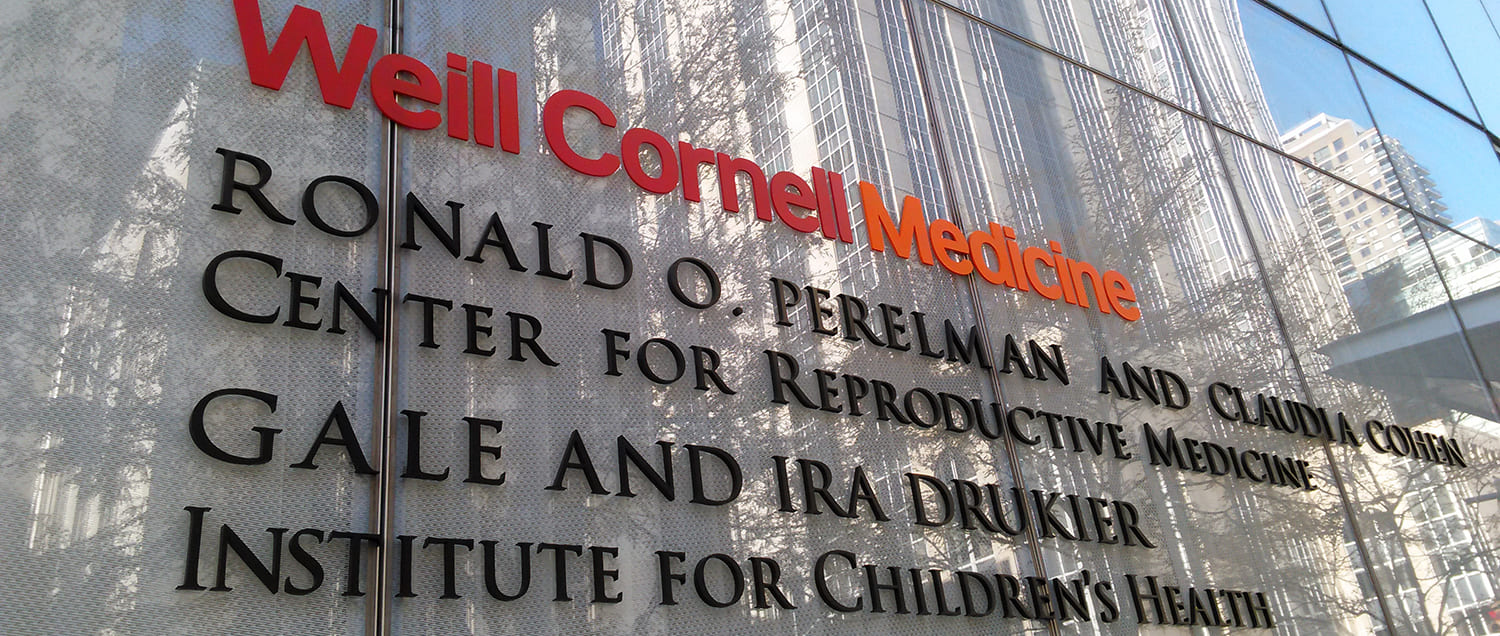 Weill Cornell Medicine
RONALD O. PERELMAN AND CLAUDIA COHEN
CENTER FOR REPRODUCTIVE MEDICINE
GALE AND IRA DRUKIER
INSTITUTE FOR CHILDREN'S HEALTH